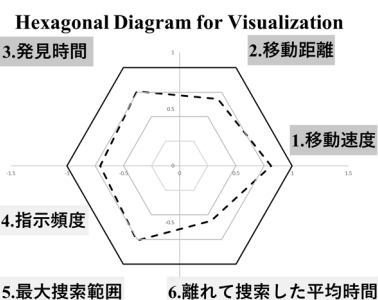 Hexagonal Diagram for Visualization
3.発見時間
2.移動距離
1
0.5
1.移動速度
-1.5
-1
-0.5
0
0.5
1
1.5
4.指示頻度
-0.5
5.最大捜索範囲
6.離れて捜索した平均時間